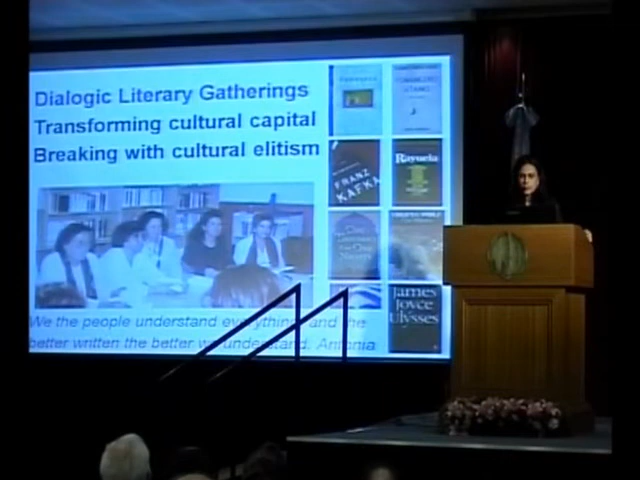 Dialogic Literary Gatherings
Transforming cultural capital
Breaking with cultural elitism
FRANZ
KAFKA
Rayuela
James
Joyce
Ulysses
We the people understand everything and the
better written the better we understand. Antonia